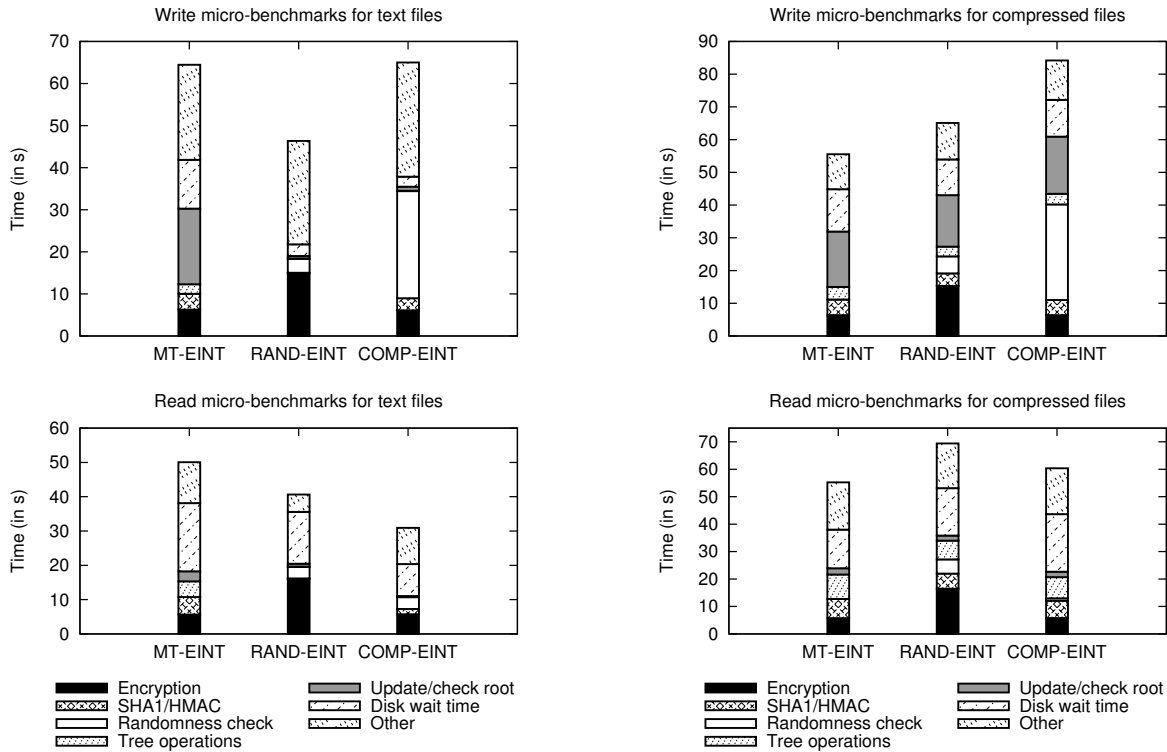 Write micro-benchmarks for text files
Time (in s)
70
60
50
40
30
20
10
0
MT-EINT RAND-EINT COMP-EINT
Write micro-benchmarks for compressed files
Time (in s)
90
80
70
60
50
40
30
20
10
0
MT-EINT RAND-EINT COMP-EINT
Read micro-benchmarks for text files
Time (in s)
60
50
40
30
20
10
0
MT-EINT RAND-EINT COMP-EINT
Read micro-benchmarks for compressed files
Time (in s)
70
60
50
40
30
20
10
0
MT-EINT RAND-EINT COMP-EINT
Encryption
SHA1/HMAC
Randomness check
Tree operations
Update/check root
Disk wait time
Other
Encryption
SHA1/HMAC
Randomness check
Tree operations
Update/check root
Disk wait time
Other